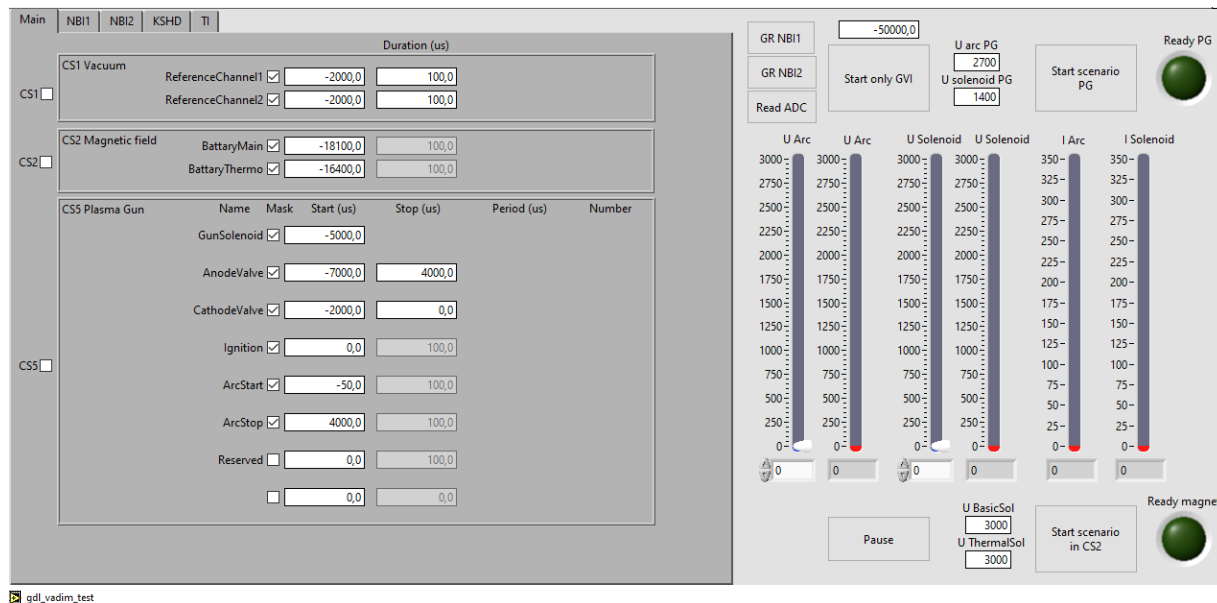 Main NBI1 NBI2 KSHD TI
Duration (us)
CS1
CS1 Vacuum
ReferenceChannel1 -2000,0 100,0
ReferenceChannel2 -2000,0 100,0
CS2
CS2 Magnetic field
BattaryMain -18100,0 100,0
BattaryThermo -16400,0 100,0
CS5 Plasma Gun Name Mask Start (us) Stop (us) Period (us) Number
GunSolenoid -5000,0
AnodeValve -7000,0 4000,0
CathodeValve -2000,0 0,0
Ignition 0,0 100,0
CS5
ArcStart -50,0 100,0
ArcStop 4000,0 100,0
Reserved 0,0 100,0
0,0 0,0
GR NBI1
GR NBI2
Read ADC
-50000,0
Start only GVI
U arc PG
2700
U solenoid PG
1400
Start scenario
PG
Ready PG
U Arc U Arc U Solenoid U Solenoid I Arc I Solenoid
3000 3000 3000 3000 350 350
2750 2750 2750 2750 325 325
2500 2500 2500 2500 300 300
2250 2250 2250 2250 275 275
2000 2000 2000 2000 250 250
1750 1750 1750 1750 225 225
1500 1500 1500 1500 200 200
1250 1250 1250 1250 175 175
1000 1000 1000 1000 150 150
750 750 750 750 125 125
500 500 500 500 100 100
250 250 250 250 75 75
0 0 0 0 50 50
25 25
0 0
0 0 0 0 0 0
Pause
U BasicSol
3000
U ThermalSol
3000
Start scenario
in CS2
Ready magne
gdl_vadim_test